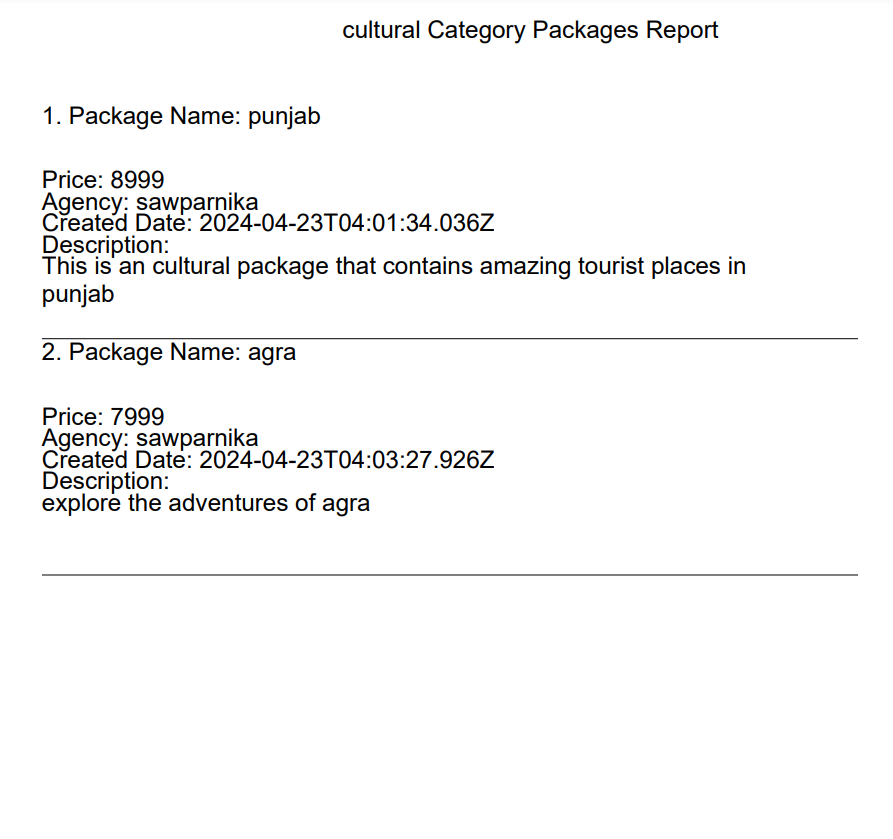 cultural Category Packages Report
1. Package Name: punjab
Price: 8999
Agency: sawparnika
Created Date: 2024-04-23T04:01:34.036Z
Description:
This is an cultural package that contains amazing tourist places in
punjab
2. Package Name: agra
Price: 7999
Agency: sawparnika
Created Date: 2024-04-23T04:03:27.926Z
Description:
explore the adventures of agra